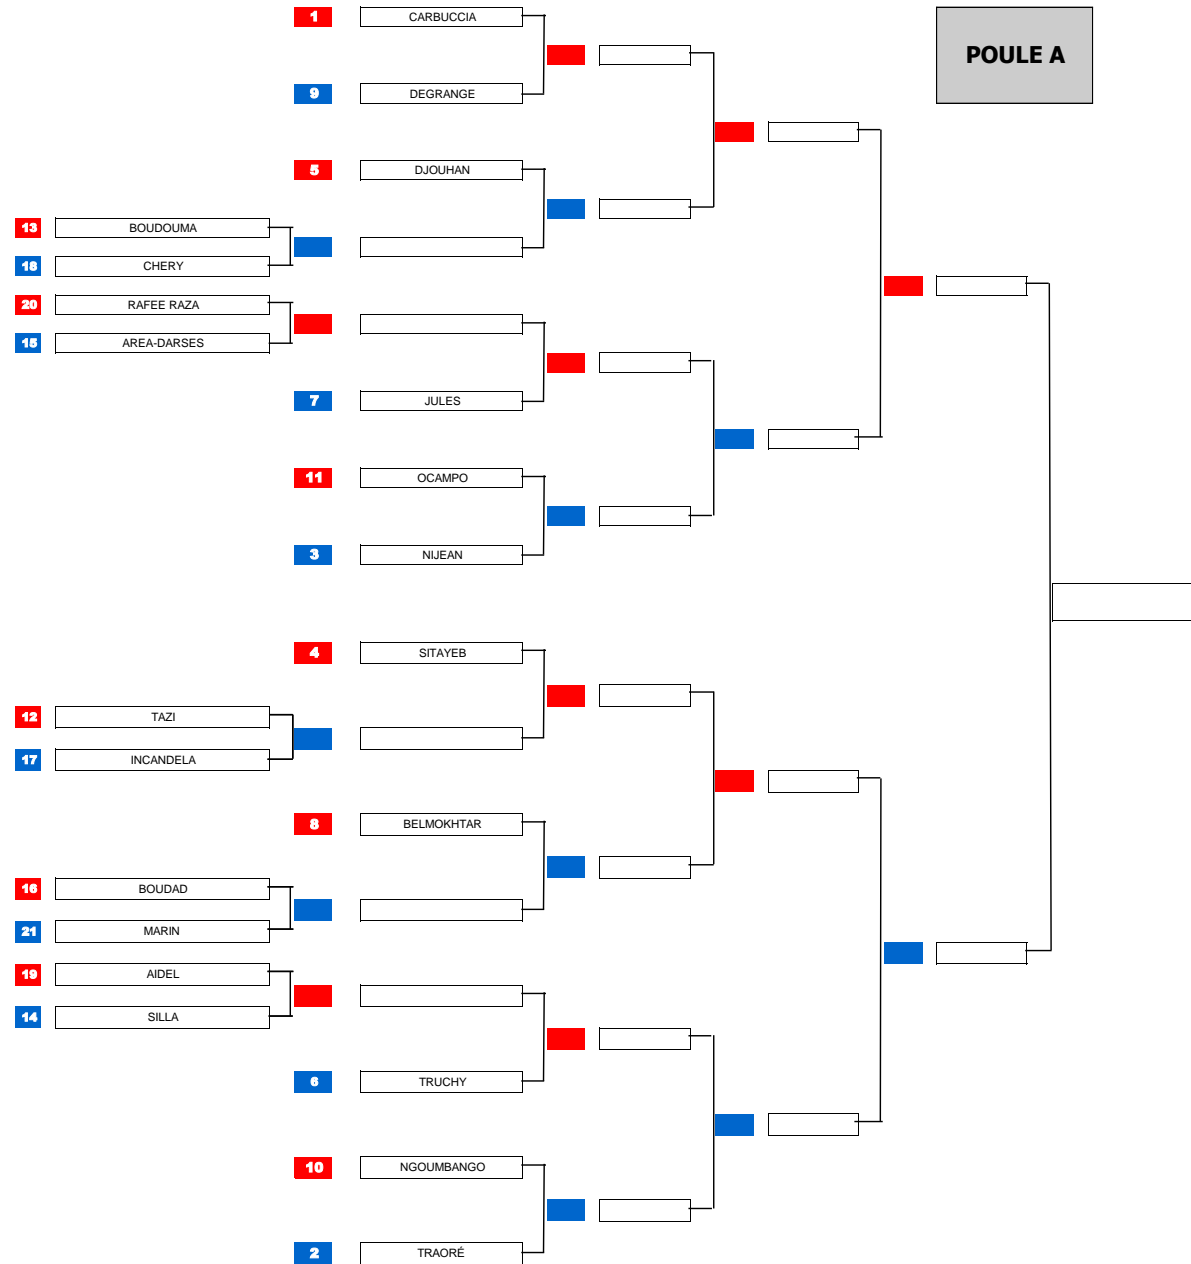 1 CARBUCCIA
POULE A
9 DEGRANGE
5 DJOUHAN
13 BOUDOUMA
18 CHERY
20 RAFEE RAZA
15 AREA-DARSES
7 JULES
11 OCAMPO
3 NIJEAN
4 SITAYEB
12 TAZI
17 INCANDELA
8 BELMOKHTAR
16 BOUDAD
21 MARIN
19 AIDEL
14 SILLA
6 TRUCHY
10 NGOUMBANGO
2 TRAORÉ